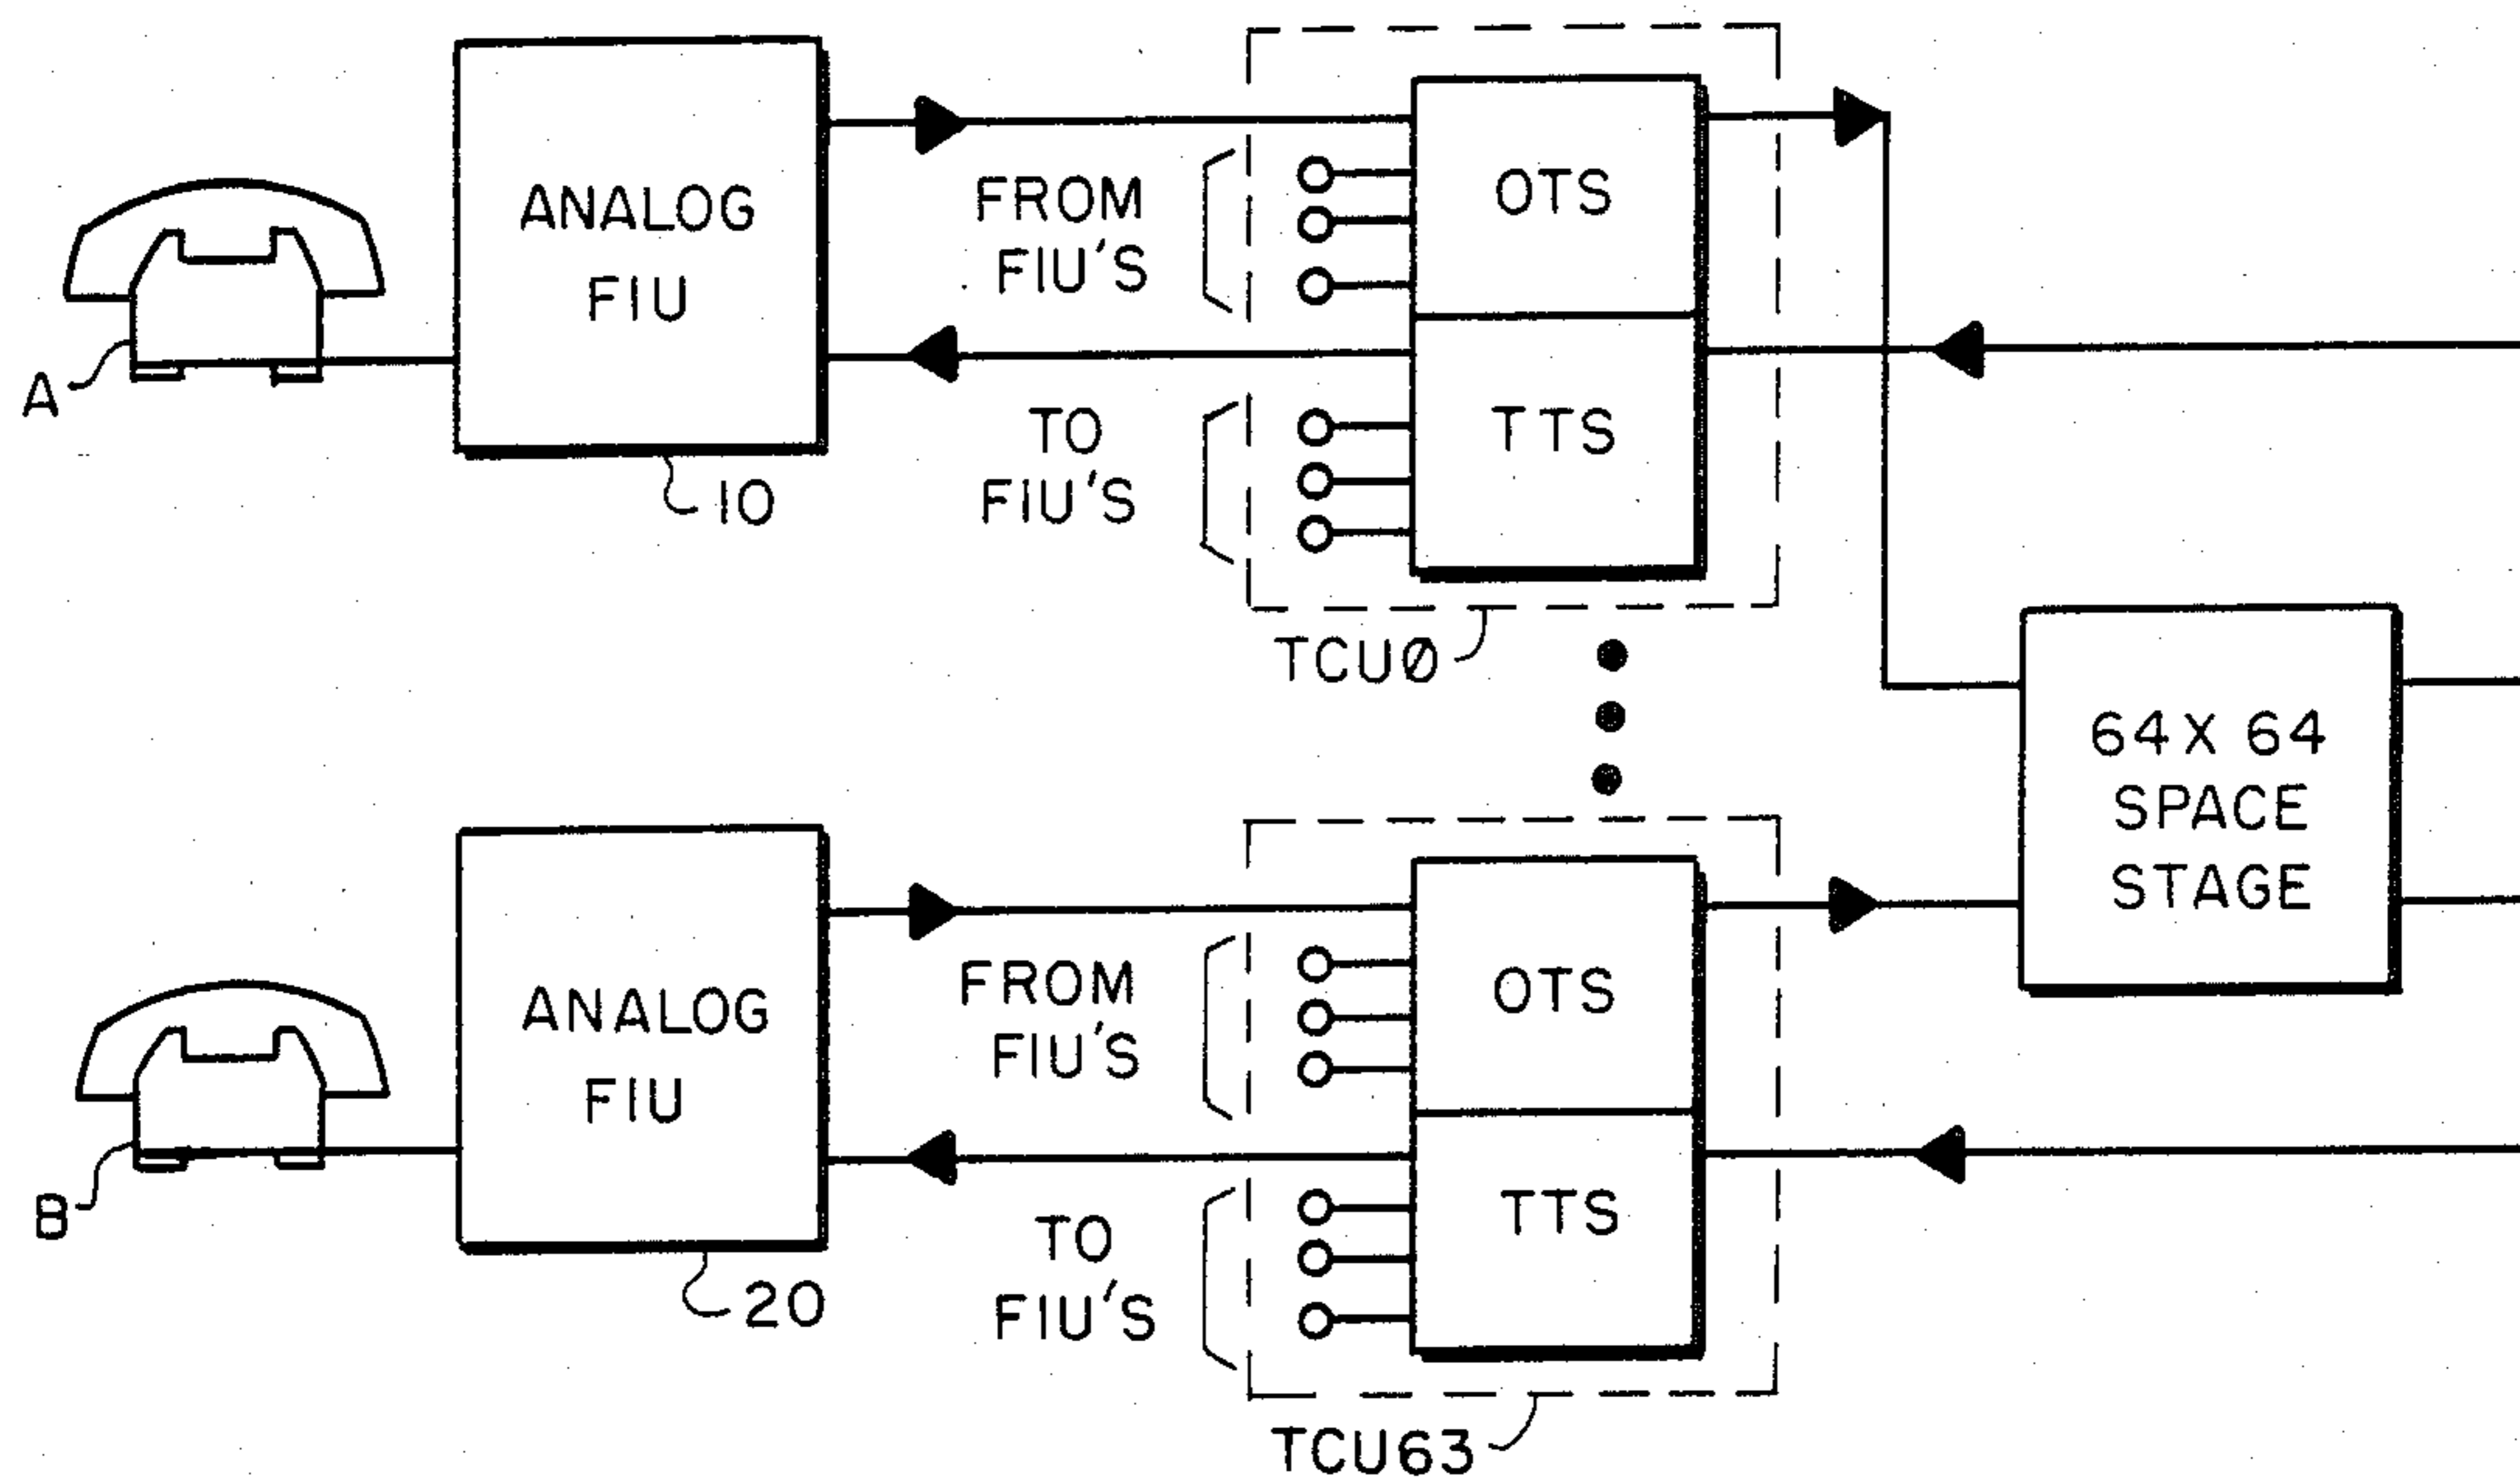 ANALOG
FIU
FROM
FIU'S
OTS
A
10
TO
FIU'S
TTS
TCU0
64 X 64
SPACE
STAGE
ANALOG
FIU
FROM
FIU'S
OTS
B
20
TO
FIU'S
TTS
TCU63